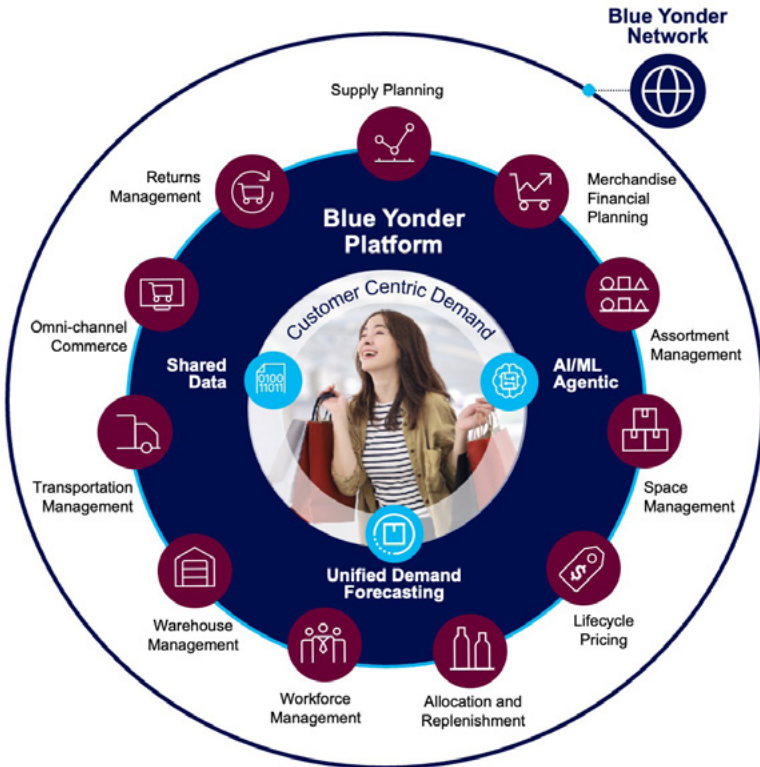 Blue Yonder
Network
Supply Planning
Returns
Management
Merchandise
Financial
Planning
Blue Yonder
Platform
Customer Centric Demand
Omni-channel
Commerce
Assortment
Management
Shared
Data
0100
11011
AI/ML
Agentic
Transportation
Management
Space
Management
Unified Demand
Forecasting
Warehouse
Management
$
Lifecycle
Pricing
Workforce
Management
Allocation and
Replenishment